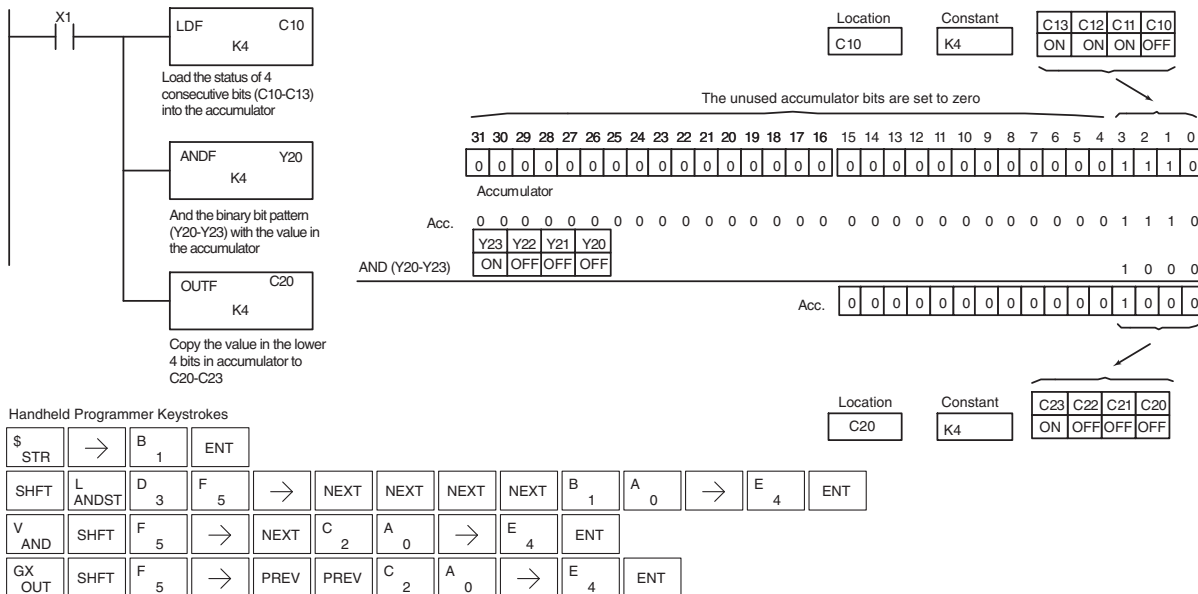 X1
LDF C10
K4
Load the status of 4
consecutive bits (C10-C13)
into the accumulator
ANDF Y20
K4
And the binary bit pattern
(Y20-Y23) with the value in
the accumulator
OUTF C20
K4
Copy the value in the lower
4 bits in accumulator to
C20-C23
Location Constant
C10 K4
C13 C12 C11 C10
ON ON ON OFF
The unused accumulator bits are set to zero
31 30 29 28 27 26 25 24 23 22 21 20 19 18 17 16 15 14 13 12 11 10 9 8 7 6 5 4 3 2 1 0
0 0 0 0 0 0 0 0 0 0 0 0 0 0 0 0 0 0 0 0 0 0 0 0 0 0 0 0 1 1 1 0
Accumulator
Acc. 0 0 0 0 0 0 0 0 0 0 0 0 0 0 0 0 0 0 0 0 0 0 0 0 0 0 0 0 1 1 1 0
Y23 Y22 Y21 Y20
ON OFF OFF OFF
AND (Y20-Y23) 1 0 0 0
Acc. 0 0 0 0 0 0 0 0 0 0 0 0 1 0 0 0
Location Constant
C20 K4
C23 C22 C21 C20
ON OFF OFF OFF
Handheld Programmer Keystrokes
$ STR → B 1 ENT
SHFT L ANDST D 3 F 5 → NEXT NEXT NEXT NEXT B 1 A 0 → E 4 ENT
V AND SHFT F 5 → NEXT C 2 A 0 → E 4 ENT
GX OUT SHFT F 5 → PREV PREV C 2 A 0 → E 4 ENT